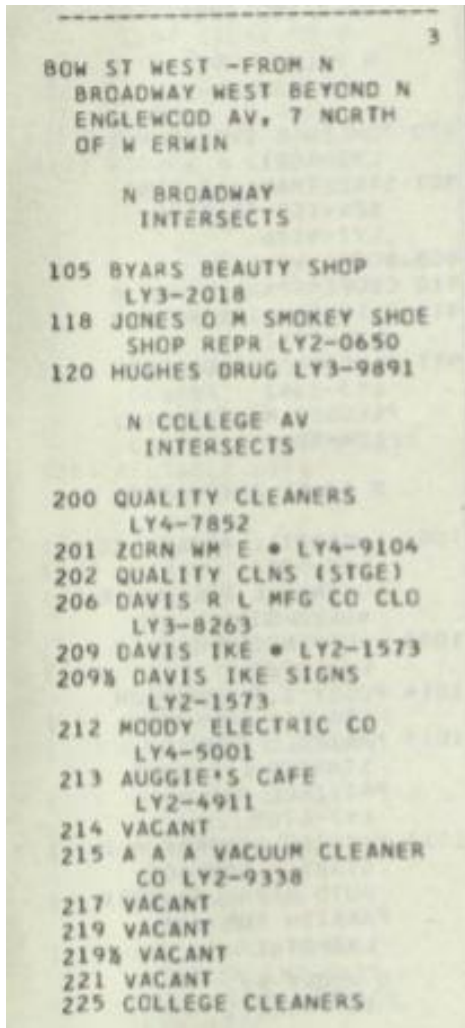 3
BOW ST WEST -FROM N
BROADWAY WEST BEYOND N
ENGLEWCOD AV, 7 NORTH
OF W ERWIN
N BROADWAY
INTERSECTS
105 BYARS BEAUTY SHOP
LY3-2018
118 JONES O M SMOKEY SHOE
SHOP REPR LY2-0650
120 HUGHES DRUG LY3-9891
N COLLEGE AV
INTERSECTS
200 QUALITY CLEANERS
LY4-7852
201 ZORN WM E • LY4-9104
202 QUALITY CLNS (STGE)
206 DAVIS R L MFG CO CLO
LY3-8263
209 DAVIS IKE • LY2-1573
209½ DAVIS IKE SIGNS
LY2-1573
212 MOODY ELECTRIC CO
LY4-5001
213 AUGGIE'S CAFE
LY2-4911
214 VACANT
215 A A A VACUUM CLEANER
CO LY2-9338
217 VACANT
219 VACANT
219½ VACANT
221 VACANT
225 COLLEGE CLEANERS